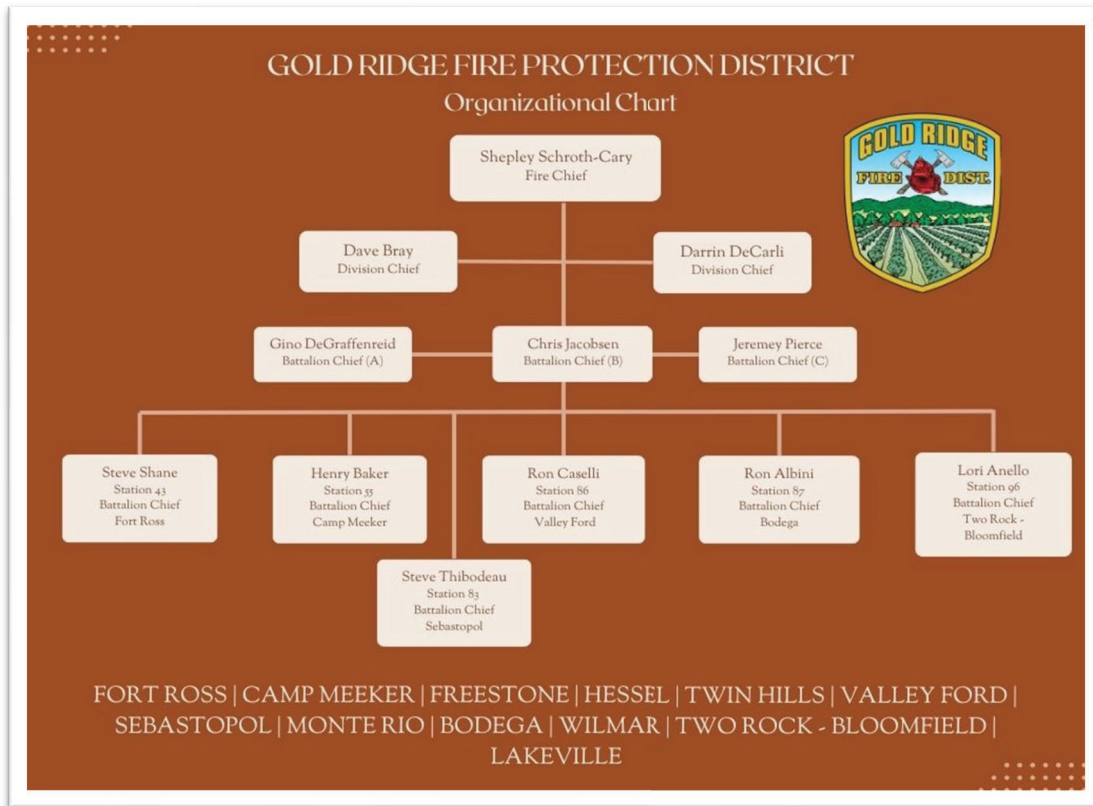 GOLD RIDGE FIRE PROTECTION DISTRICT
Organizational Chart
GOLD RIDGE
FIRE DIST.
Shepley Schroth-Cary
Fire Chief
Dave Bray
Division Chief
Darrin DeCarli
Division Chief
Gino DeGraffenreid
Battalion Chief (A)
Chris Jacobsen
Battalion Chief (B)
Jeremey Pierce
Battalion Chief (C)
Steve Shane
Station 43
Battalion Chief
Fort Ross
Henry Baker
Station 55
Battalion Chief
Camp Meeker
Ron Caselli
Station 86
Battalion Chief
Valley Ford
Ron Albini
Station 87
Battalion Chief
Bodega
Lori Anello
Station 96
Battalion Chief
Two Rock -
Bloomfield
Steve Thibodeau
Station 83
Battalion Chief
Sebastopol
FORT ROSS | CAMP MEEKER | FREESTONE | HESSEL | TWIN HILLS | VALLEY FORD |
SEBASTOPOL | MONTE RIO | BODEGA | WILMAR | TWO ROCK - BLOOMFIELD |
LAKEVILLE